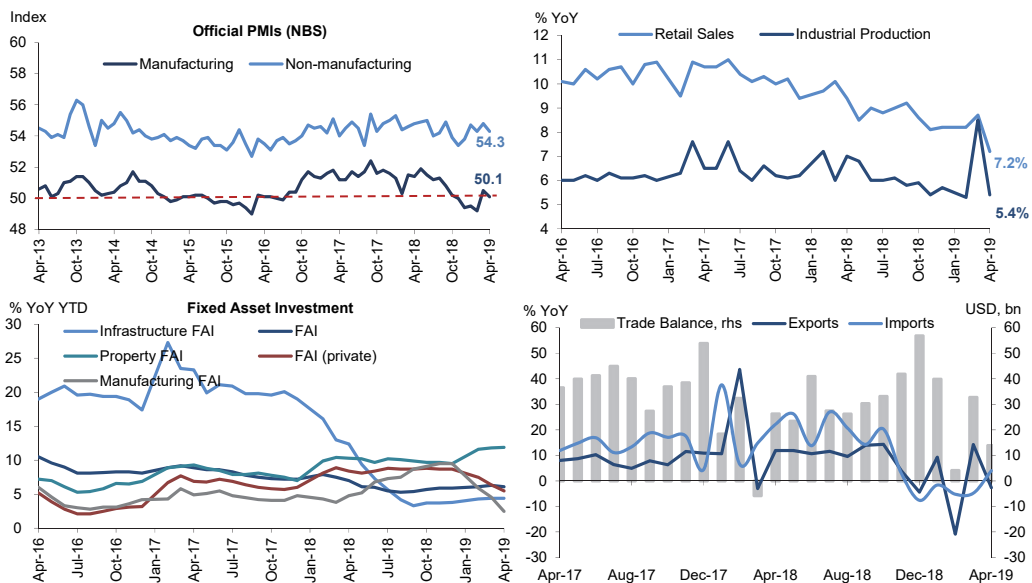 Index
Official PMIs (NBS)
60
58
56
54
52
50
48
Manufacturing
Non-manufacturing
54.3
50.1
Apr-13
Oct-13
Apr-14
Oct-14
Apr-15
Oct-15
Apr-16
Oct-16
Apr-17
Oct-17
Apr-18
Oct-18
Apr-19
% YoY
12
11
10
9
8
7
6
5
4
Retail Sales
Industrial Production
7.2%
5.4%
Apr-16
Jul-16
Oct-16
Jan-17
Apr-17
Jul-17
Oct-17
Jan-18
Apr-18
Jul-18
Oct-18
Jan-19
Apr-19
% YoY YTD
Fixed Asset Investment
30
25
20
15
10
5
0
Infrastructure FAI
FAI
Property FAI
FAI (private)
Manufacturing FAI
Apr-16
Jul-16
Oct-16
Jan-17
Apr-17
Jul-17
Oct-17
Jan-18
Apr-18
Jul-18
Oct-18
Jan-19
Apr-19
% YoY
USD, bn
60
50
40
30
20
10
0
-10
-20
-30
Trade Balance, rhs
Exports
Imports
60
50
40
30
20
10
0
-10
-20
-30
Apr-17
Aug-17
Dec-17
Apr-18
Aug-18
Dec-18
Apr-19